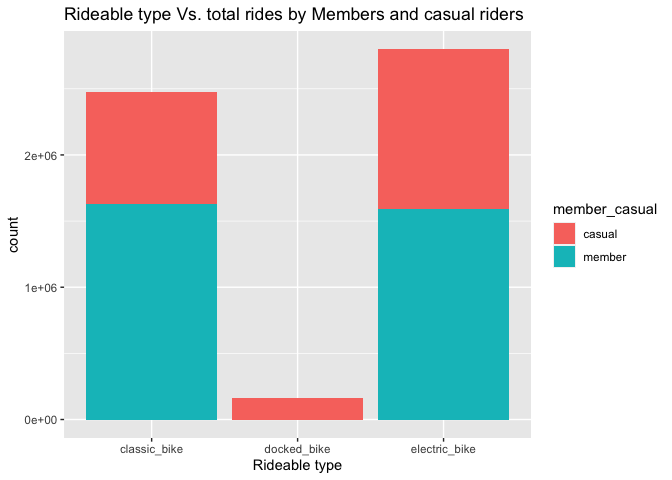 Rideable type Vs. total rides by Members and casual riders
count
2e+06
1e+06
0e+00
classic_bike docked_bike electric_bike
Rideable type
member_casual
casual
member